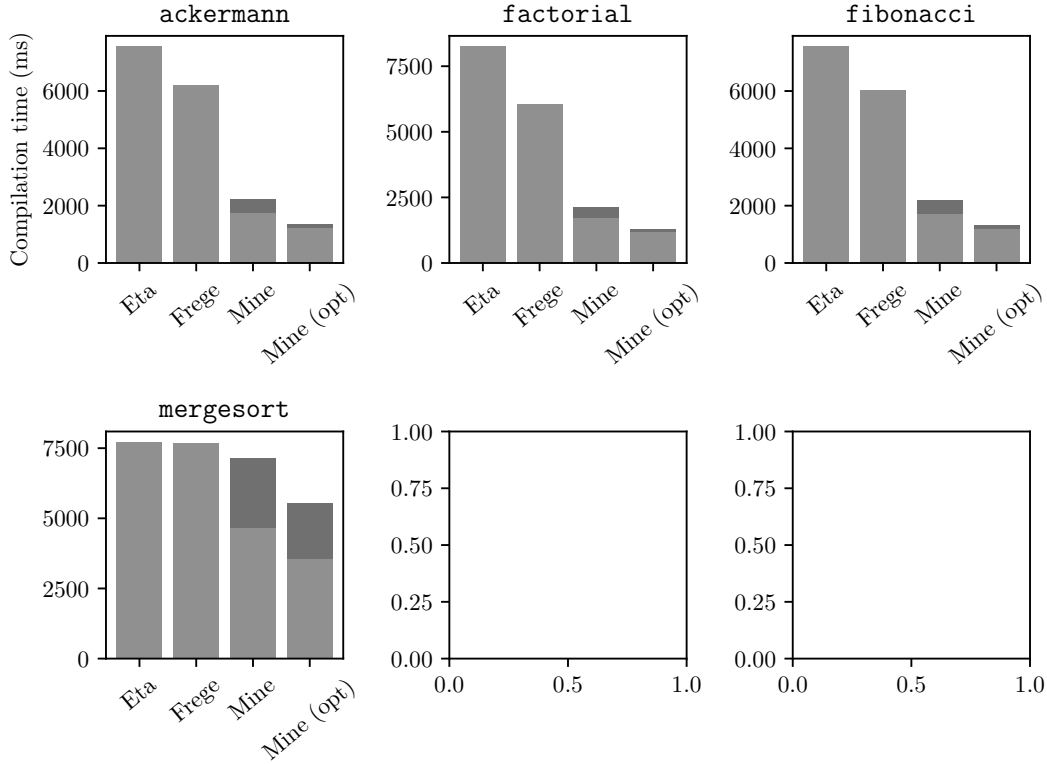 ackermann
factorial
fibonacci
Compilation time (ms)
6000
4000
2000
0
Eta
Frege
Mine
Mine (opt)
7500
5000
2500
0
Eta
Frege
Mine
Mine (opt)
6000
4000
2000
0
Eta
Frege
Mine
Mine (opt)
mergesort
7500
5000
2500
0
Eta
Frege
Mine
Mine (opt)
1.00
0.75
0.50
0.25
0.00
0.0 0.5 1.0
1.00
0.75
0.50
0.25
0.00
0.0 0.5 1.0